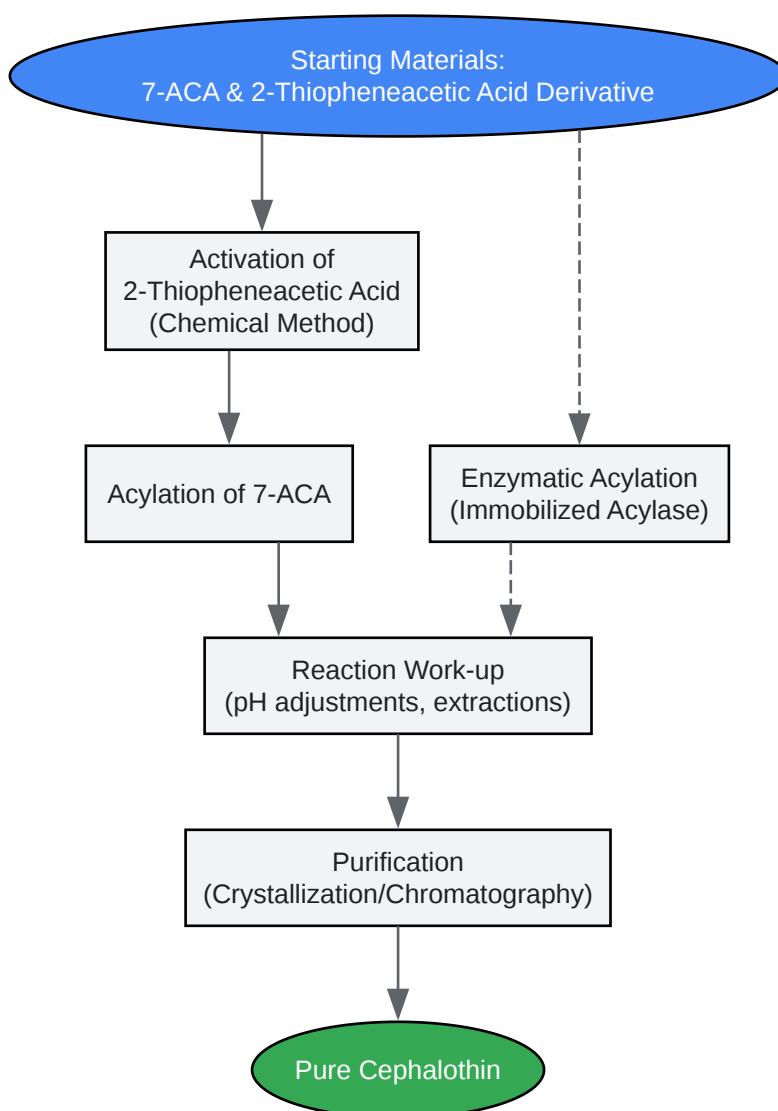 Starting Materials:
7-ACA & 2-Thiopheneacetic Acid Derivative
Activation of
2-Thiopheneacetic Acid
(Chemical Method)
Acylation of 7-ACA
Enzymatic Acylation
(Immobilized Acylase)
Reaction Work-up
(pH adjustments, extractions)
Purification
(Crystallization/Chromatography)
Pure Cephalothin